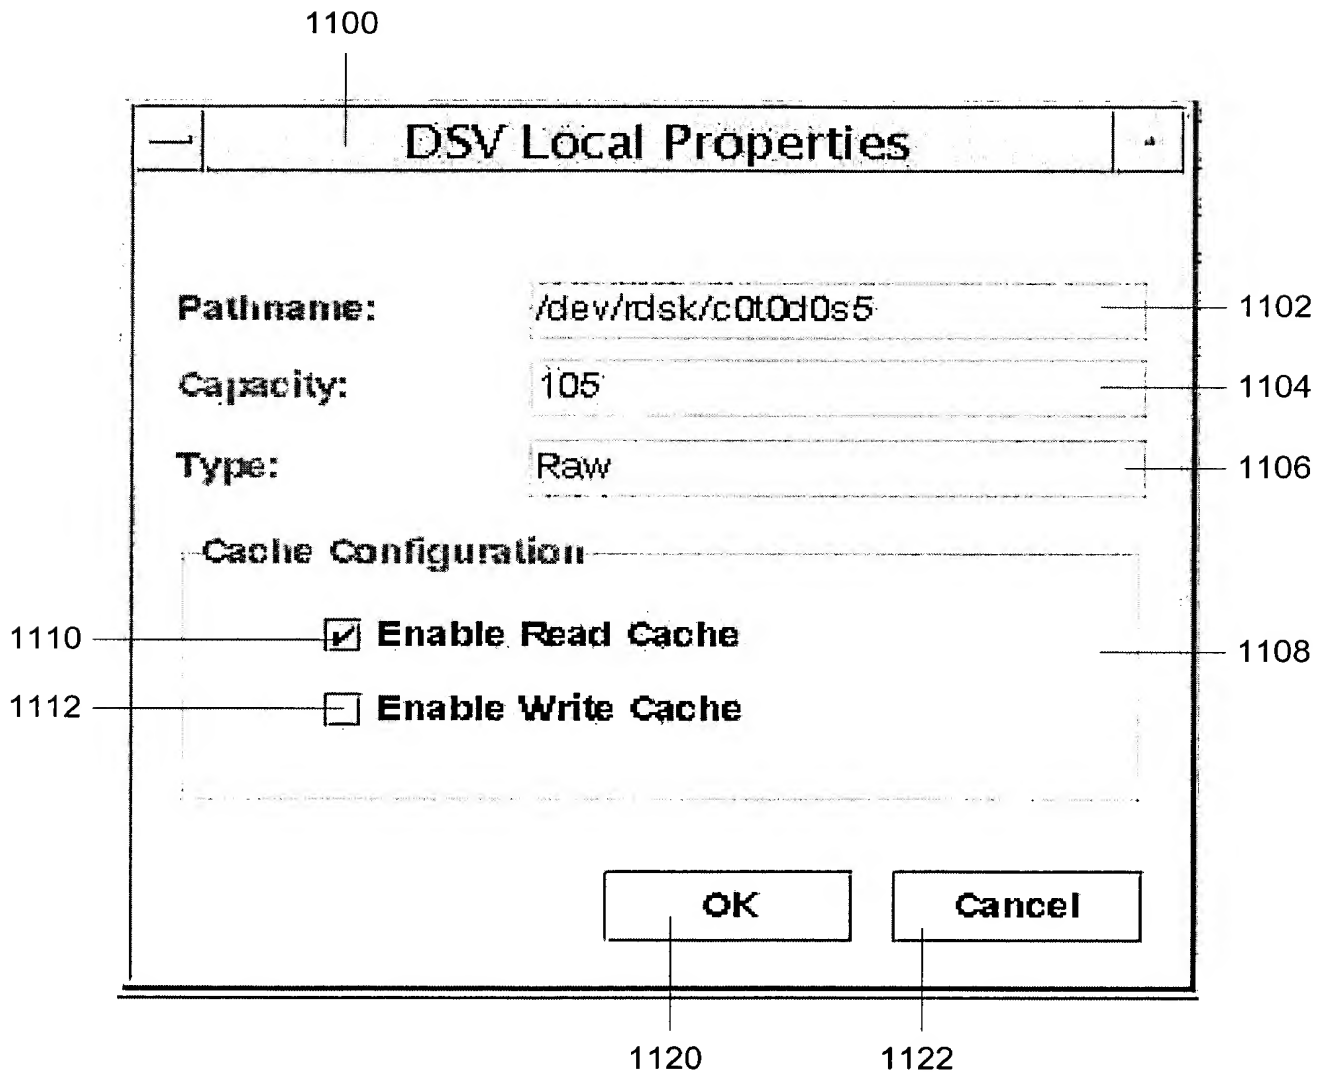 1100
DSV Local Properties
Pathname: /dev/rdsk/c0t0d0s5 1102
Capacity: 105 1104
Type: Raw 1106
Cache Configuration
1110 Enable Read Cache 1108
1112 Enable Write Cache
OK Cancel
1120 1122